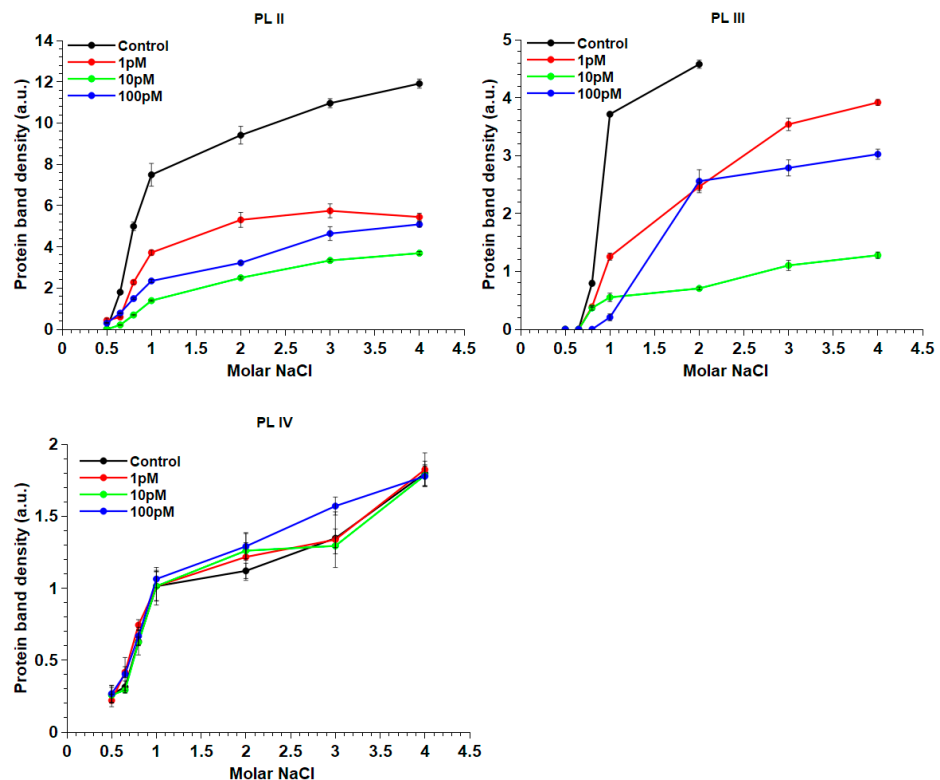 PL II
Protein band density (a.u.)
14
12
10
8
6
4
2
0
Control
1pM
10pM
100pM
0 0.5 1 1.5 2 2.5 3 3.5 4 4.5
Molar NaCl
PL III
Protein band density (a.u.)
5
4
3
2
1
0
Control
1pM
10pM
100pM
0 0.5 1 1.5 2 2.5 3 3.5 4 4.5
Molar NaCl
PL IV
Protein band density (a.u.)
2
1.5
1
0.5
0
Control
1pM
10pM
100pM
0 0.5 1 1.5 2 2.5 3 3.5 4 4.5
Molar NaCl